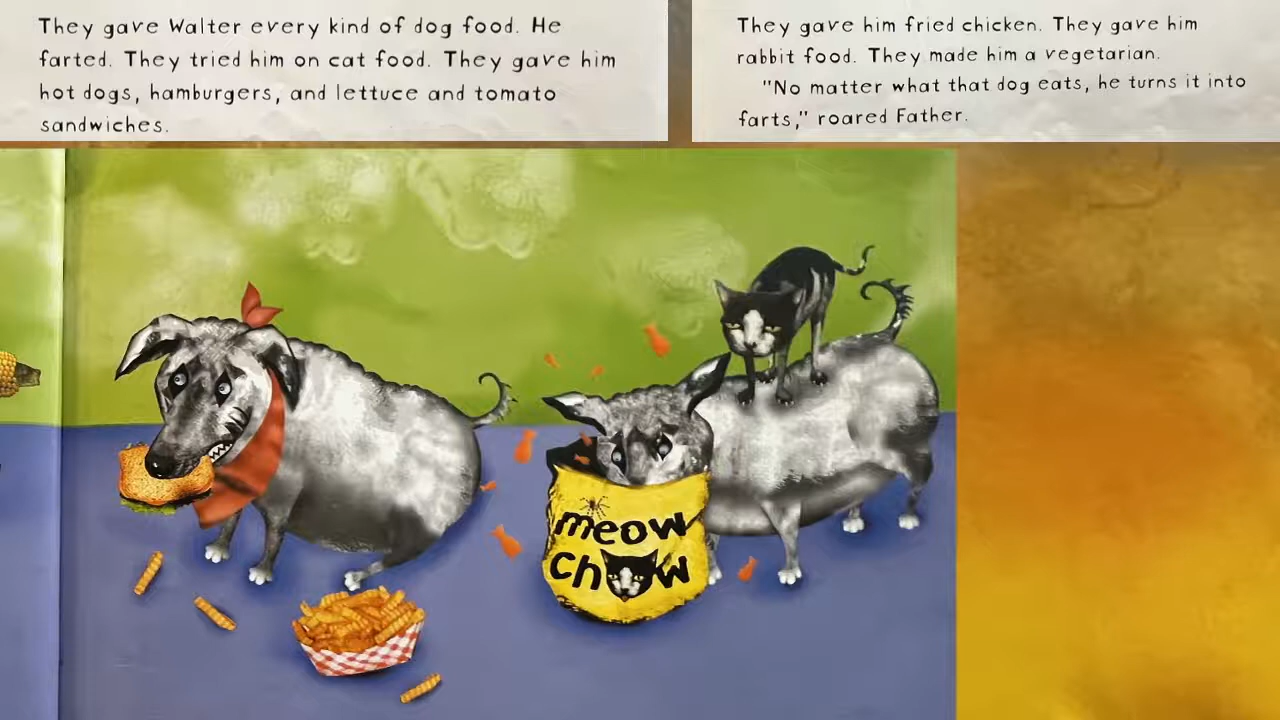 They gave Walter every kind of dog food. He
farted. They tried him on cat food. They gave him
hot dogs, hamburgers, and lettuce and tomato
sandwiches.
They gave him fried chicken. They gave him
rabbit food. They made him a vegetarian.
"No matter what that dog eats, he turns it into
farts," roared Father.
meow
chow